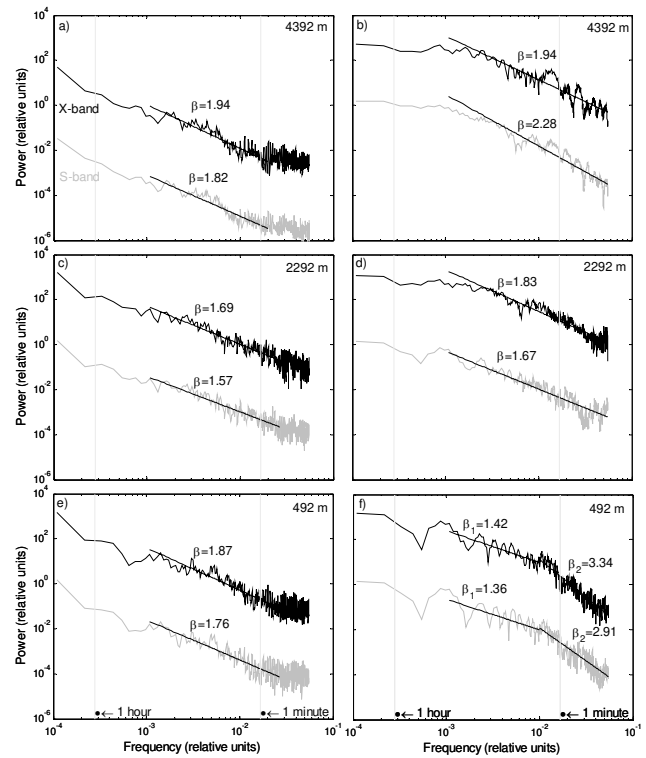 a) 4392 m
b) 4392 m
10^4
10^2
10^0
10^-2
10^-4
10^-6
Power (relative units)
X-band
S-band
β=1.94
β=1.82
β=1.94
β=2.28
c) 2292 m
d) 2292 m
10^4
10^2
10^0
10^-2
10^-4
10^-6
Power (relative units)
β=1.69
β=1.57
β=1.83
β=1.67
e) 492 m
f) 492 m
10^4
10^2
10^0
10^-2
10^-4
10^-6
Power (relative units)
β=1.87
β=1.76
β₁=1.42
β₂=3.34
β₁=1.36
β₂=2.91
← 1 hour ← 1 minute
← 1 hour ← 1 minute
10^-4 10^-3 10^-2 10^-1
10^-4 10^-3 10^-2 10^-1
Frequency (relative units)
Frequency (relative units)